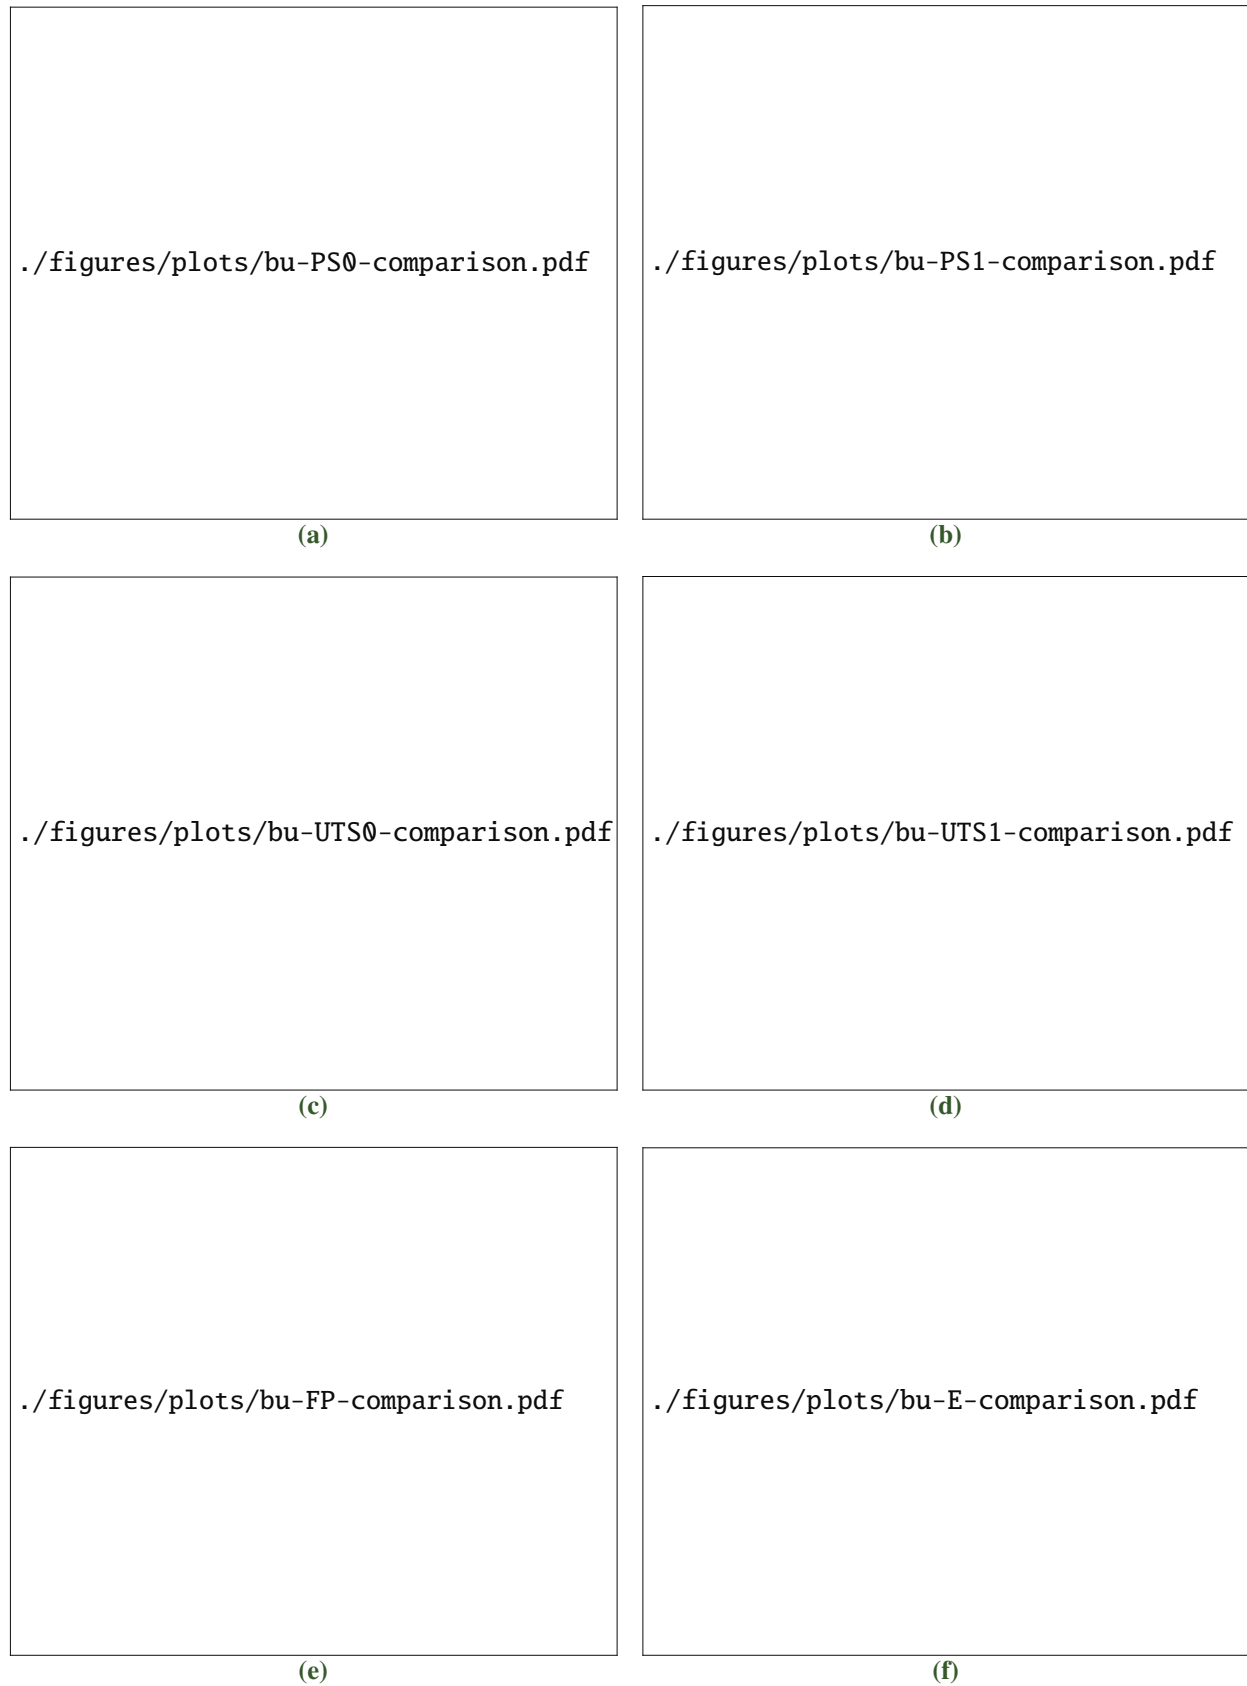 ./figures/plots/bu-PS0-comparison.pdf
./figures/plots/bu-PS1-comparison.pdf
(a)
(b)
./figures/plots/bu-UTS0-comparison.pdf
./figures/plots/bu-UTS1-comparison.pdf
(c)
(d)
./figures/plots/bu-FP-comparison.pdf
./figures/plots/bu-E-comparison.pdf
(e)
(f)